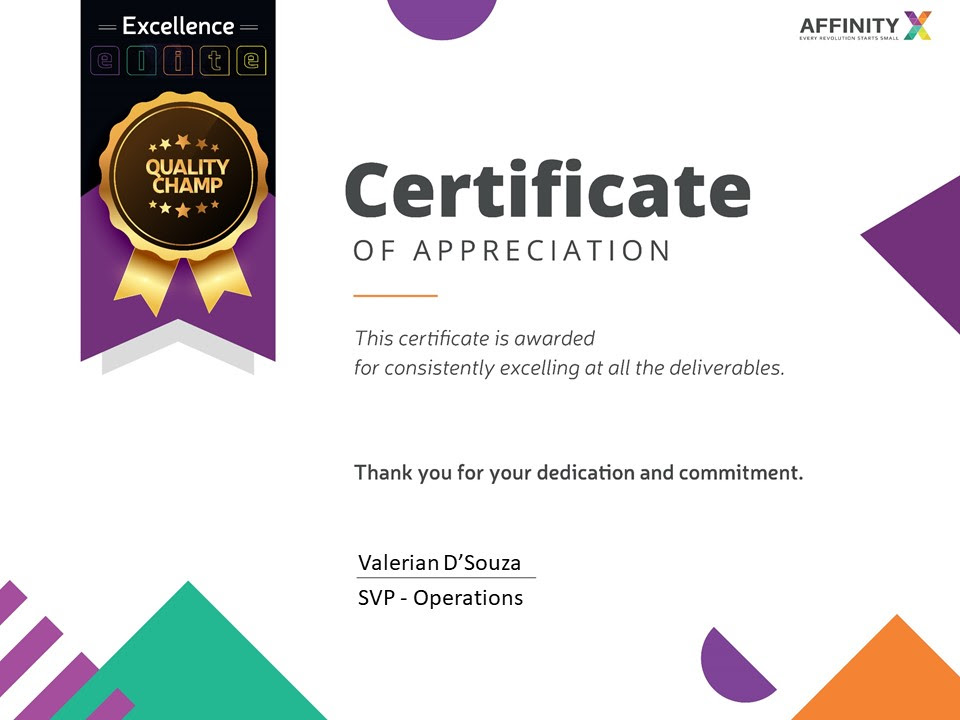 Excellence
elite
QUALITY
CHAMP
AFFINITY X
EVERY REVOLUTION STARTS SMALL
Certificate
OF APPRECIATION
This certificate is awarded
for consistently excelling at all the deliverables.
Thank you for your dedication and commitment.
Valerian D’Souza
SVP - Operations